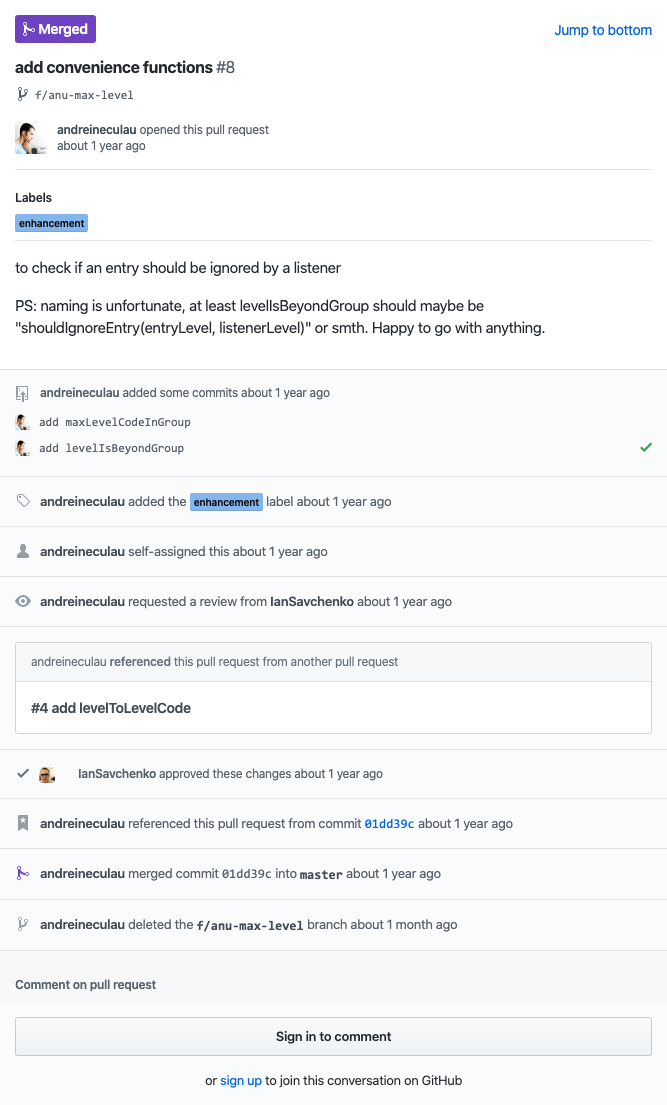 Merged
Jump to bottom
add convenience functions #8
f/anu-max-level
andreineculau opened this pull request
about 1 year ago
Labels
enhancement
to check if an entry should be ignored by a listener
PS: naming is unfortunate, at least levelIsBeyondGroup should maybe be
"shouldIgnoreEntry(entryLevel, listenerLevel)" or smth. Happy to go with anything.
andreineculau added some commits about 1 year ago
add maxLevelCodeInGroup
add levelIsBeyondGroup
andreineculau added the enhancement label about 1 year ago
andreineculau self-assigned this about 1 year ago
andreineculau requested a review from IanSavchenko about 1 year ago
andreineculau referenced this pull request from another pull request
#4 add levelToLevelCode
IanSavchenko approved these changes about 1 year ago
andreineculau referenced this pull request from commit 01dd39c about 1 year ago
andreineculau merged commit 01dd39c into master about 1 year ago
andreineculau deleted the f/anu-max-level branch about 1 month ago
Comment on pull request
Sign in to comment
or sign up to join this conversation on GitHub